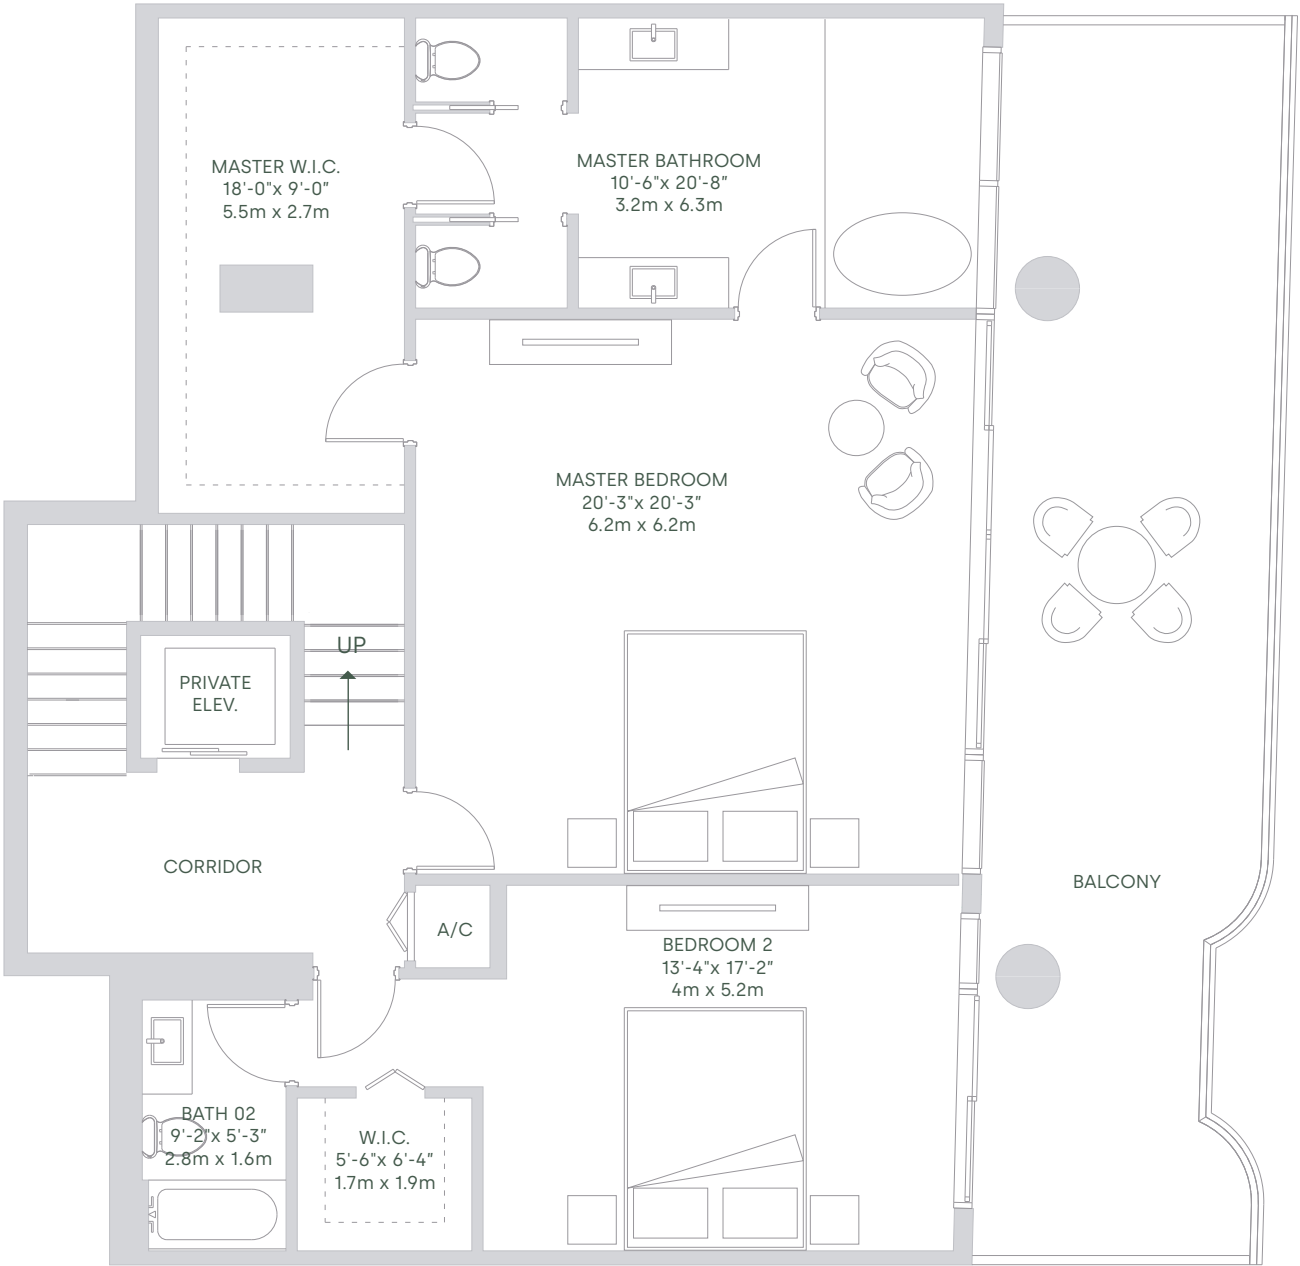 MASTER W.I.C.
18'-0"x 9'-0"
5.5m x 2.7m
MASTER BATHROOM
10'-6"x 20'-8"
3.2m x 6.3m
MASTER BEDROOM
20'-3"x 20'-3"
6.2m x 6.2m
UP
PRIVATE
ELEV.
CORRIDOR
BALCONY
A/C
BEDROOM 2
13'-4"x 17'-2"
4m x 5.2m
BATH 02
9'-2"x 5'-3"
2.8m x 1.6m
W.I.C.
5'-6"x 6'-4"
1.7m x 1.9m